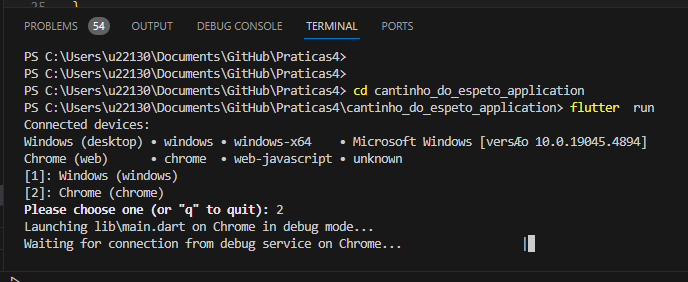 25 }
PROBLEMS 54 OUTPUT DEBUG CONSOLE TERMINAL PORTS
PS C:\Users\u22130\Documents\GitHub\Praticas4>
PS C:\Users\u22130\Documents\GitHub\Praticas4>
PS C:\Users\u22130\Documents\GitHub\Praticas4> cd cantinho_do_espeto_application
PS C:\Users\u22130\Documents\GitHub\Praticas4\cantinho_do_espeto_application> flutter  run
Connected devices:
Windows (desktop) • windows • windows-x64    • Microsoft Windows [versÆo 10.0.19045.4894]
Chrome (web)      • chrome  • web-javascript • unknown
[1]: Windows (windows)
[2]: Chrome (chrome)
Please choose one (or "q" to quit): 2
Launching lib\main.dart on Chrome in debug mode...
Waiting for connection from debug service on Chrome...                    |